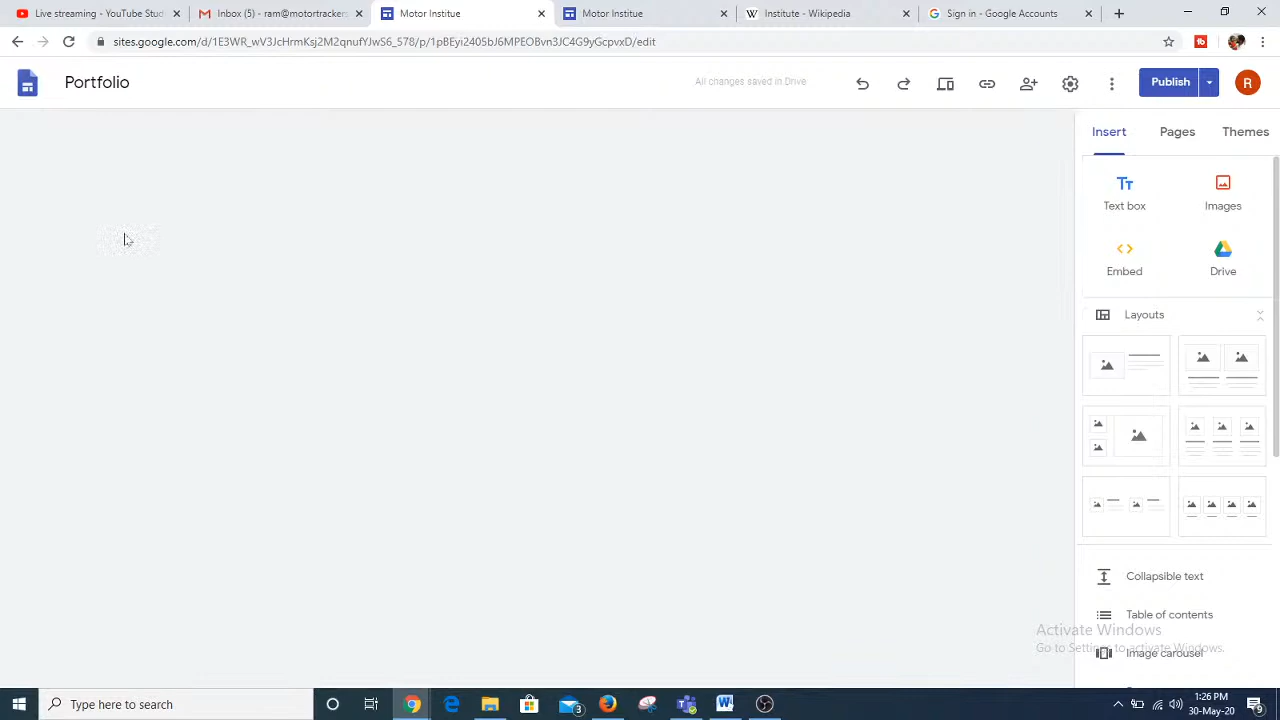 Live streaming - YouTube Stud
Inbox (5) - ram@motortrackers
Motor Institue
Motor Institue
Institute - Wikipedia
Sign in - Google Accounts
sites.google.com/d/1E3WR_wV3JcHrmKsj2M2qnufYJwS6_578/p/1pBEyi2405bJ6MPEOBvn3JC4G9yGcpvxD/edit
Portfolio
All changes saved in Drive
Publish
R
Insert
Pages
Themes
Text box
Images
Embed
Drive
Layouts
Collapsible text
Table of contents
Activate Windows
Go to Settings to activate Windows.
Image carousel
Type here to search
3
1:26 PM
30-May-20